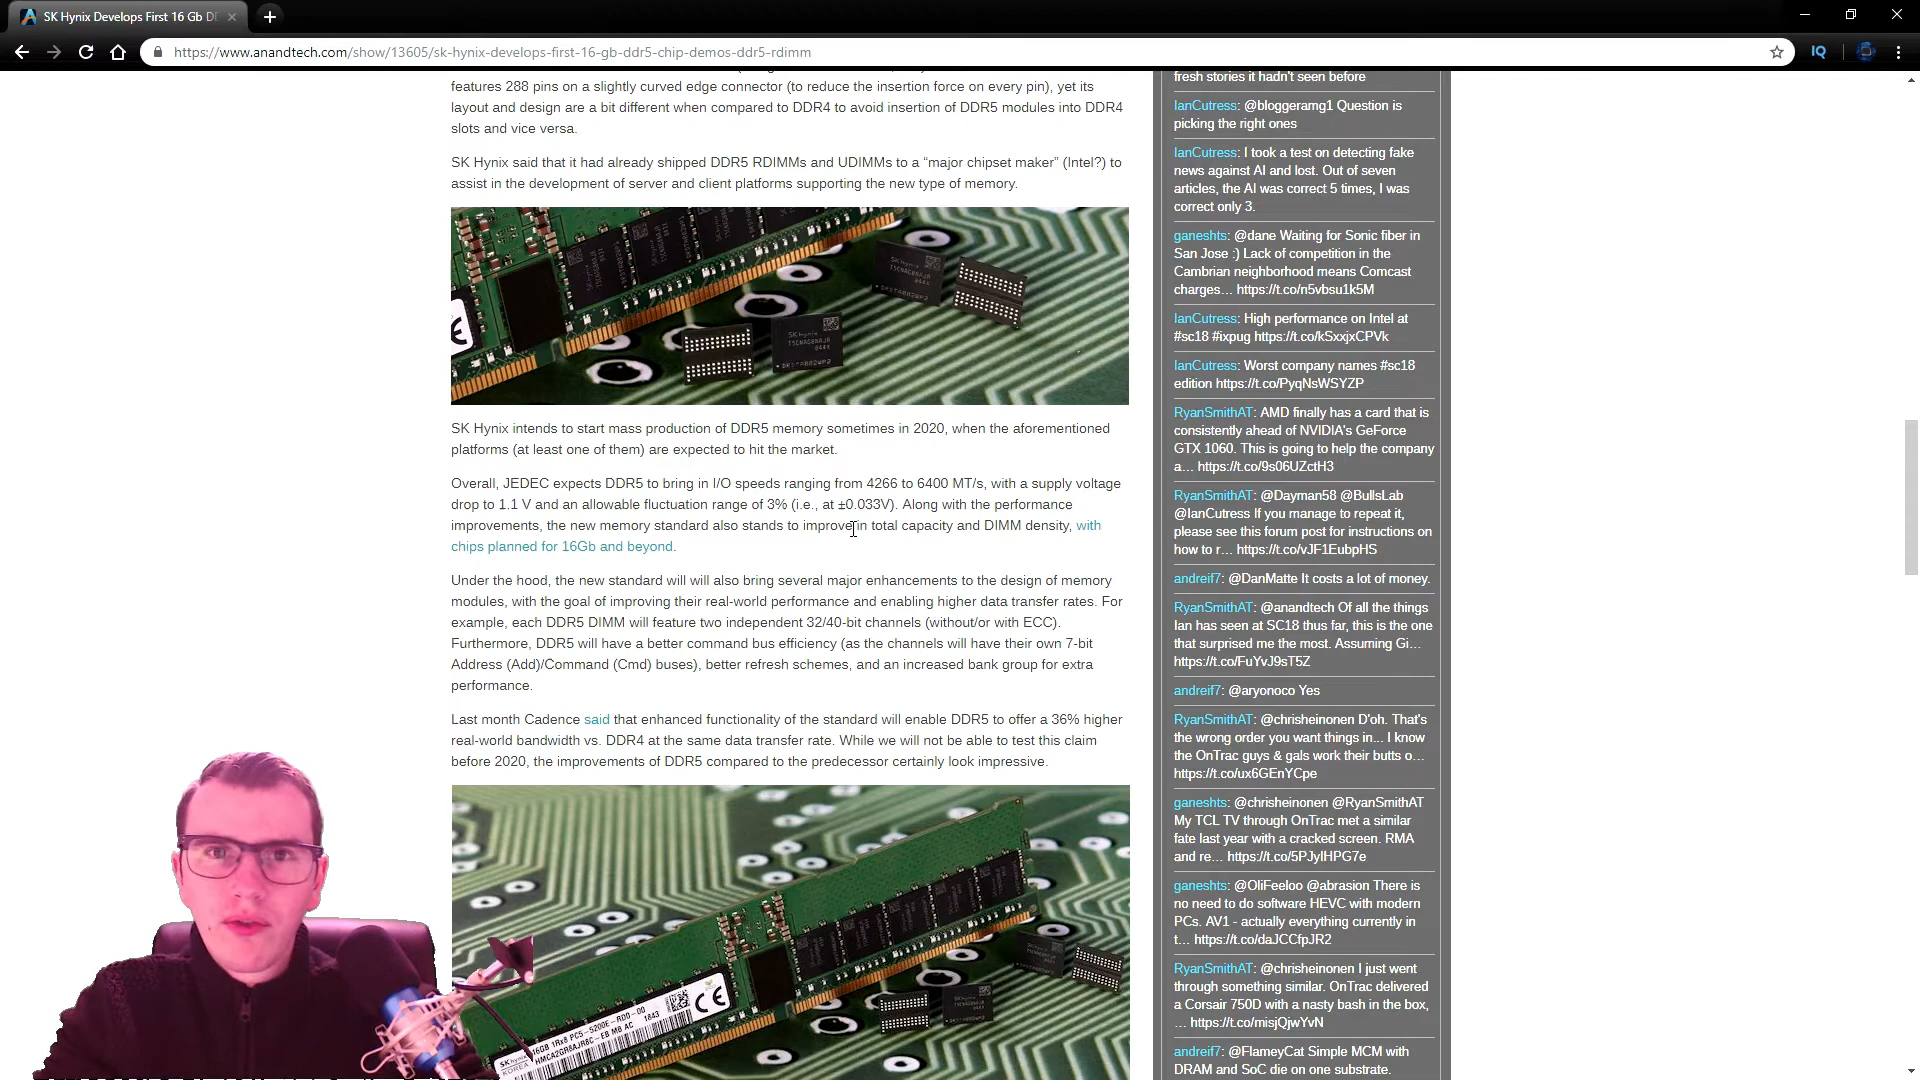 SK Hynix Develops First 16 Gb D
https://www.anandtech.com/show/13605/sk-hynix-develops-first-16-gb-ddr5-chip-demos-ddr5-rdimm
IQ
features 288 pins on a slightly curved edge connector (to reduce the insertion force on every pin), yet its
layout and design are a bit different when compared to DDR4 to avoid insertion of DDR5 modules into DDR4
slots and vice versa.
SK Hynix said that it had already shipped DDR5 RDIMMs and UDIMMs to a “major chipset maker” (Intel?) to
assist in the development of server and client platforms supporting the new type of memory.
SK Hynix intends to start mass production of DDR5 memory sometimes in 2020, when the aforementioned
platforms (at least one of them) are expected to hit the market.
Overall, JEDEC expects DDR5 to bring in I/O speeds ranging from 4266 to 6400 MT/s, with a supply voltage
drop to 1.1 V and an allowable fluctuation range of 3% (i.e., at ±0.033V). Along with the performance
improvements, the new memory standard also stands to improve in total capacity and DIMM density, with
chips planned for 16Gb and beyond.
Under the hood, the new standard will will also bring several major enhancements to the design of memory
modules, with the goal of improving their real-world performance and enabling higher data transfer rates. For
example, each DDR5 DIMM will feature two independent 32/40-bit channels (without/or with ECC).
Furthermore, DDR5 will have a better command bus efficiency (as the channels will have their own 7-bit
Address (Add)/Command (Cmd) buses), better refresh schemes, and an increased bank group for extra
performance.
Last month Cadence said that enhanced functionality of the standard will enable DDR5 to offer a 36% higher
real-world bandwidth vs. DDR4 at the same data transfer rate. While we will not be able to test this claim
before 2020, the improvements of DDR5 compared to the predecessor certainly look impressive.
16GB 1Rx8 PC5-5200E-RD0-00
HMCA2GR8AJR8C-EB MB AC 1843
SK hynix
KOREA
CE
fresh stories it hadn't seen before
IanCutress: @bloggeramg1 Question is
picking the right ones
IanCutress: I took a test on detecting fake
news against AI and lost. Out of seven
articles, the AI was correct 5 times, I was
correct only 3.
ganeshts: @dane Waiting for Sonic fiber in
San Jose :) Lack of competition in the
Cambrian neighborhood means Comcast
charges… https://t.co/n5vbsu1k5M
IanCutress: High performance on Intel at
#sc18 #ixpug https://t.co/kSxxjxCPVk
IanCutress: Worst company names #sc18
edition https://t.co/PyqNsWSYZP
RyanSmithAT: AMD finally has a card that is
consistently ahead of NVIDIA's GeForce
GTX 1060. This is going to help the company
a… https://t.co/9s06UZctH3
RyanSmithAT: @Dayman58 @BullsLab
@IanCutress If you manage to repeat it,
please see this forum post for instructions on
how to r… https://t.co/vJF1EubpHS
andreif7: @DanMatte It costs a lot of money.
RyanSmithAT: @anandtech Of all the things
Ian has seen at SC18 thus far, this is the one
that surprised me the most. Assuming Gi…
https://t.co/FuYvJ9sT5Z
andreif7: @aryonoco Yes
RyanSmithAT: @chrisheinonen D'oh. That's
the wrong order you want things in... I know
the OnTrac guys & gals work their butts o…
https://t.co/ux6GEnYCpe
ganeshts: @chrisheinonen @RyanSmithAT
My TCL TV through OnTrac met a similar
fate last year with a cracked screen. RMA
and re… https://t.co/5PJyIHPG7e
ganeshts: @OliFeeloo @abrasion There is
no need to do software HEVC with modern
PCs. AV1 - actually everything currently in
t… https://t.co/daJCCfpJR2
RyanSmithAT: @chrisheinonen I just went
through something similar. OnTrac delivered
a Corsair 750D with a nasty bash in the box,
… https://t.co/misjQjwYvN
andreif7: @FlameyCat Simple MCM with
DRAM and SoC die on one substrate.